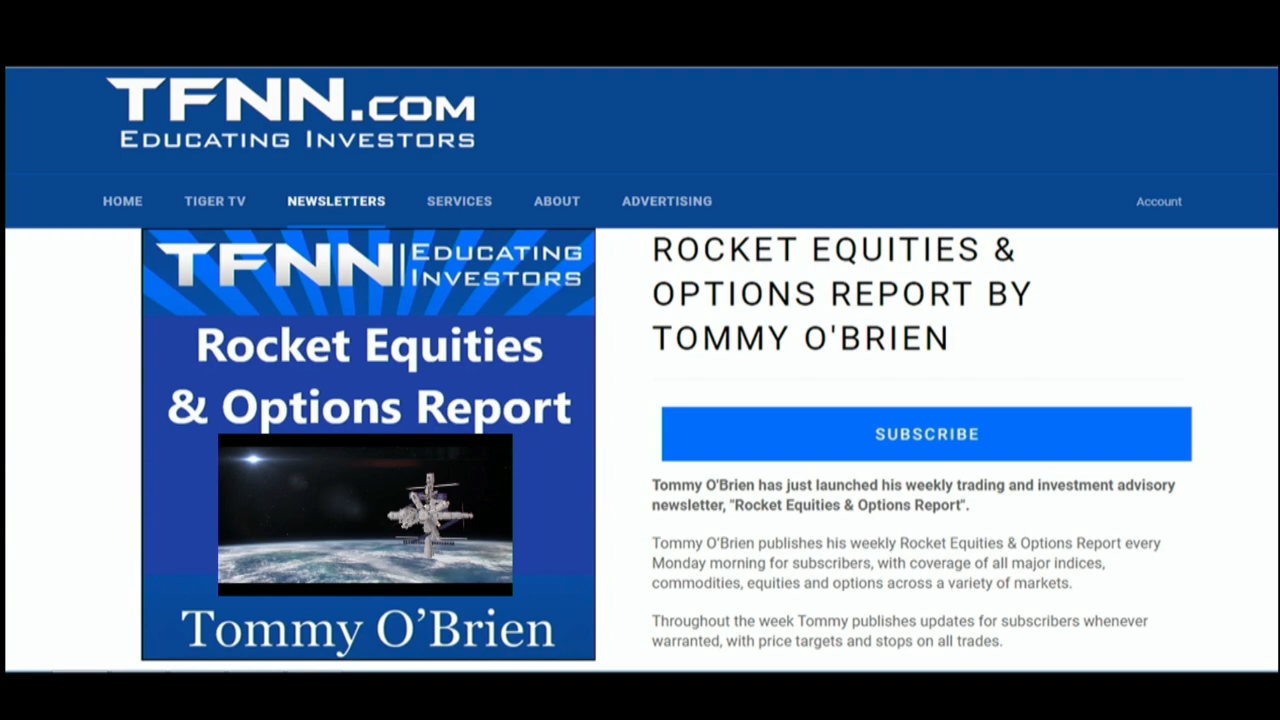 TFNN.COM
EDUCATING INVESTORS
HOME TIGER TV NEWSLETTERS SERVICES ABOUT ADVERTISING Account
TFNN EDUCATING
INVESTORS
Rocket Equities
& Options Report
Tommy O’Brien
ROCKET EQUITIES &
OPTIONS REPORT BY
TOMMY O'BRIEN
SUBSCRIBE
Tommy O'Brien has just launched his weekly trading and investment advisory
newsletter, "Rocket Equities & Options Report".
Tommy O’Brien publishes his weekly Rocket Equities & Options Report every
Monday morning for subscribers, with coverage of all major indices,
commodities, equities and options across a variety of markets.
Throughout the week Tommy publishes updates for subscribers whenever
warranted, with price targets and stops on all trades.